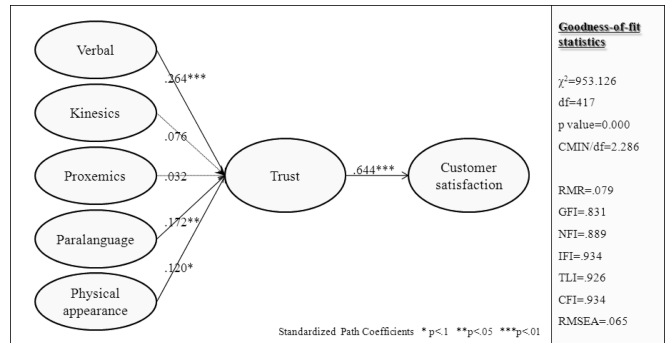 Verbal
.264***
Kinesics
.076
Proxemics
.032
Paralanguage
.172**
Physical
appearance
.120*
Trust
.644***
Customer
satisfaction
Standardized Path Coefficients * p<.1 **p<.05 ***p<.01
Goodness-of-fit
statistics
χ²=953.126
df=417
p value=0.000
CMIN/df=2.286
RMR=.079
GFI=.831
NFI=.889
IFI=.934
TLI=.926
CFI=.934
RMSEA=.065